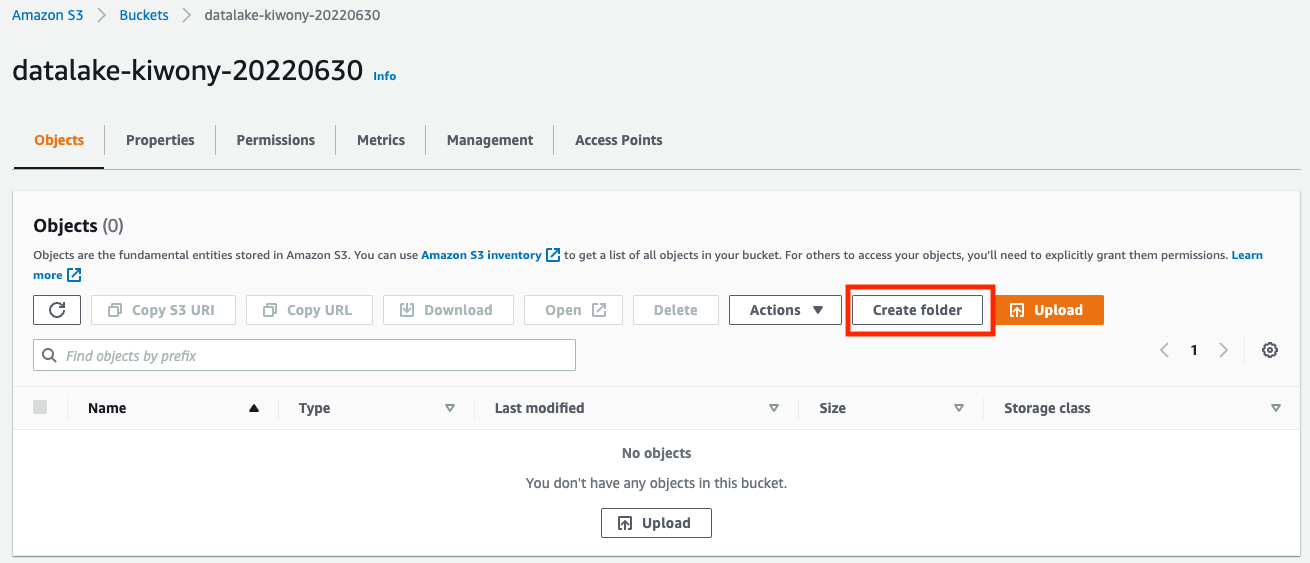 Amazon S3 > Buckets > datalake-kiwony-20220630
datalake-kiwony-20220630 Info
Objects Properties Permissions Metrics Management Access Points
Objects (0)
Objects are the fundamental entities stored in Amazon S3. You can use Amazon S3 inventory to get a list of all objects in your bucket. For others to access your objects, you'll need to explicitly grant them permissions. Learn
more
Copy S3 URI Copy URL Download Open Delete Actions Create folder Upload
Find objects by prefix 1
Name Type Last modified Size Storage class
No objects
You don't have any objects in this bucket.
Upload